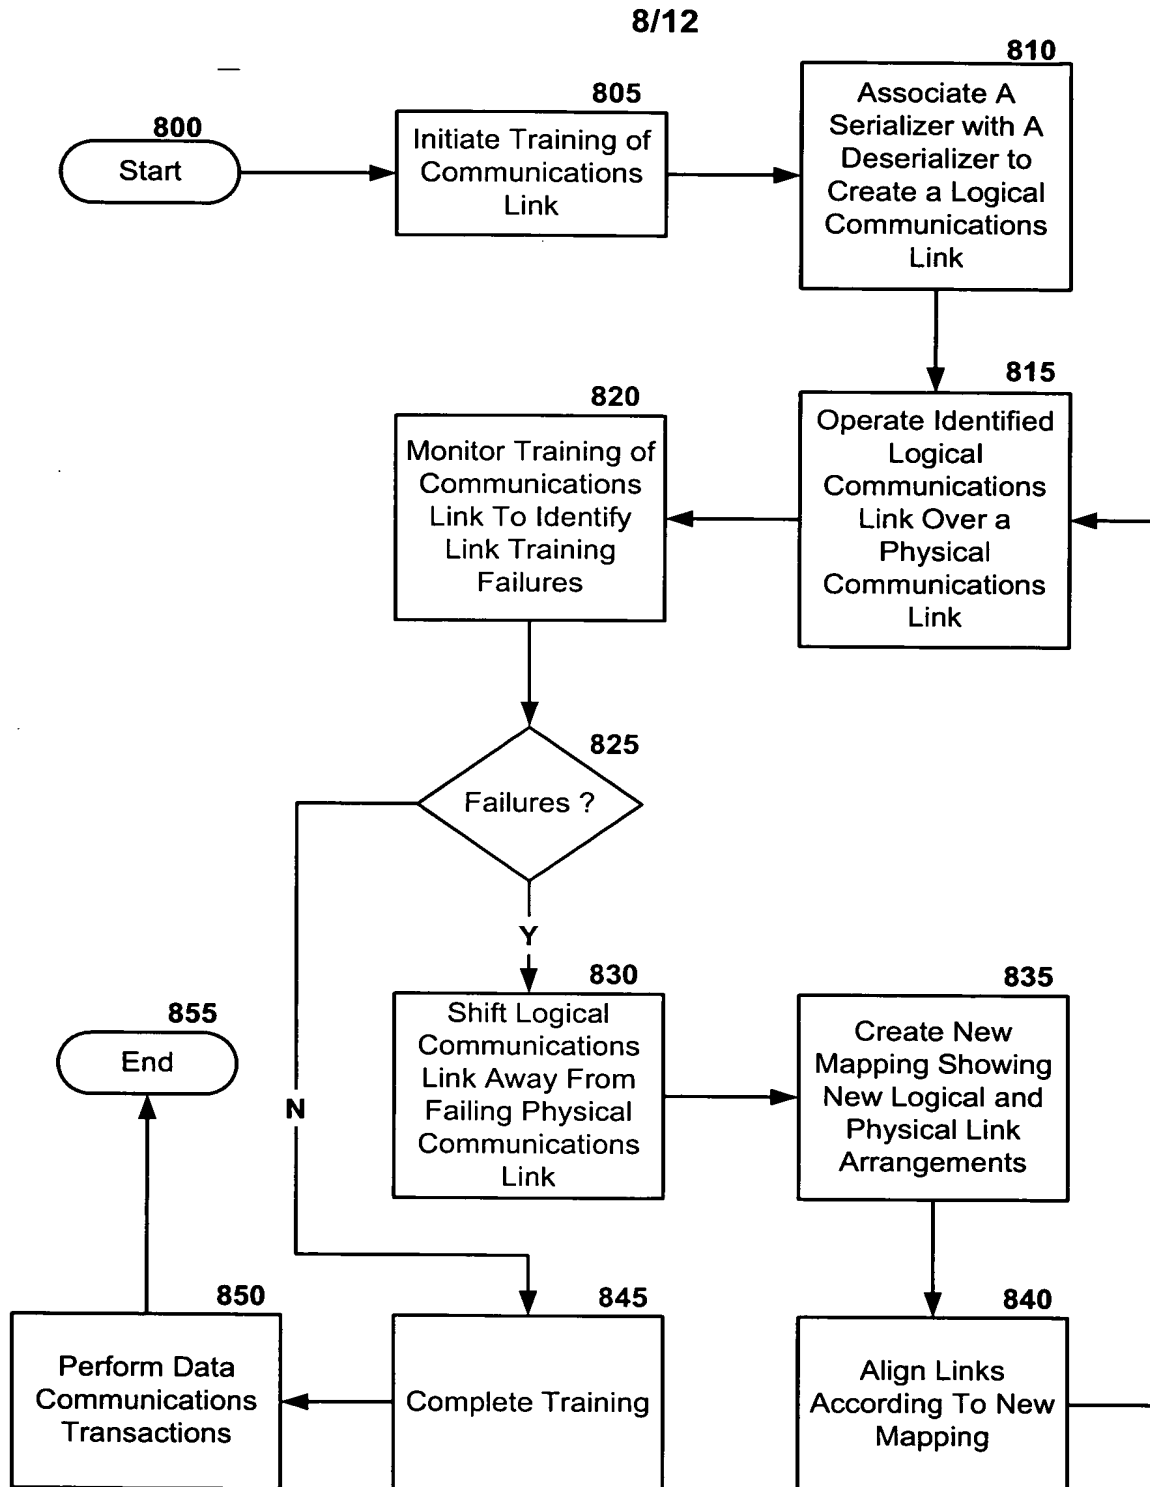 8/12
800
Start
805
Initiate Training of
Communications
Link
810
Associate A
Serializer with A
Deserializer to
Create a Logical
Communications
Link
815
Operate Identified
Logical
Communications
Link Over a
Physical
Communications
Link
820
Monitor Training of
Communications
Link To Identify
Link Training
Failures
825
Failures ?
Y
N
830
Shift Logical
Communications
Link Away From
Failing Physical
Communications
Link
835
Create New
Mapping Showing
New Logical and
Physical Link
Arrangements
840
Align Links
According To New
Mapping
845
Complete Training
850
Perform Data
Communications
Transactions
855
End